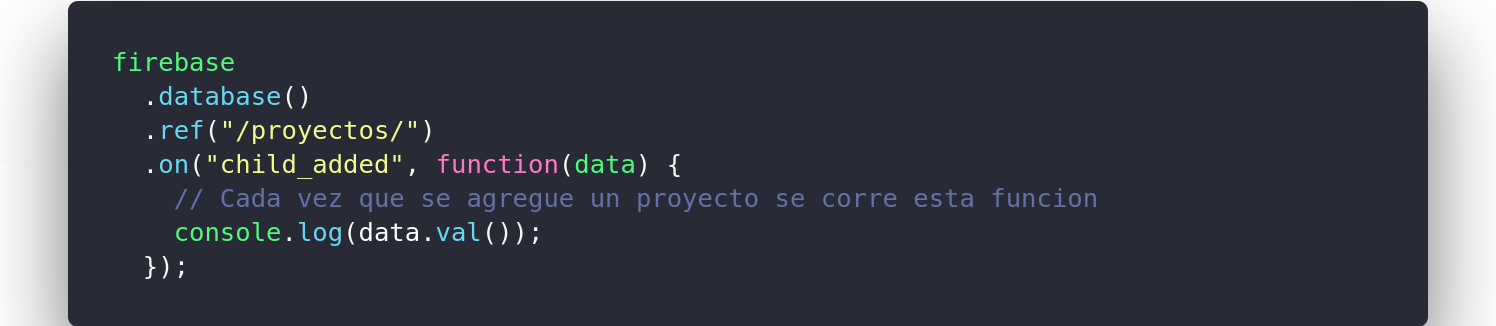 firebase
  .database()
  .ref("/proyectos/")
  .on("child_added", function(data) {
    // Cada vez que se agregue un proyecto se corre esta funcion
    console.log(data.val());
  });